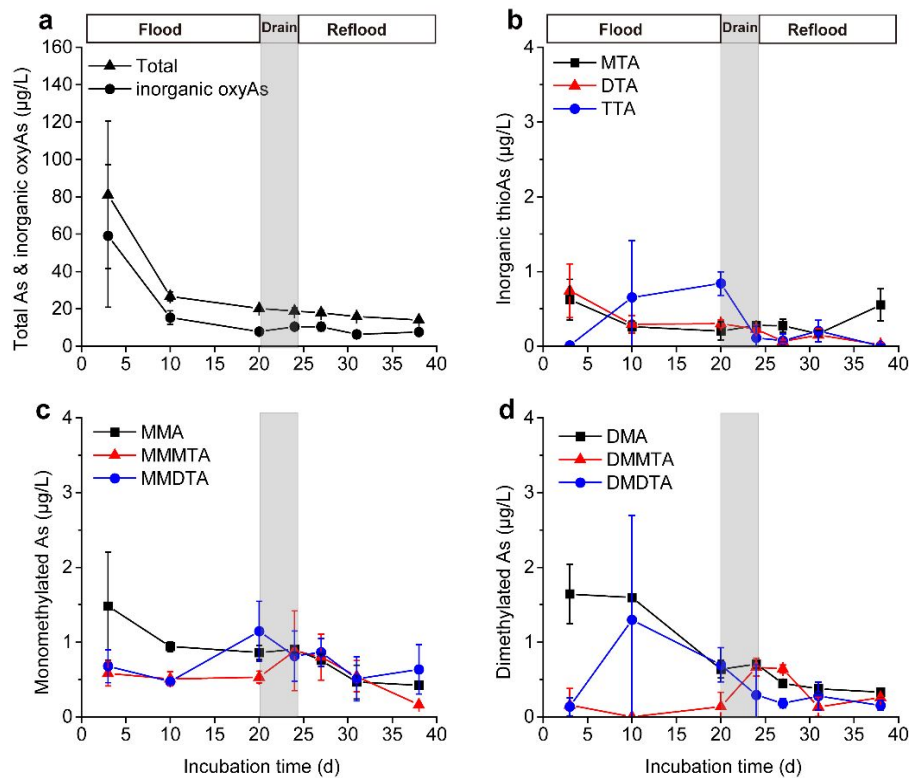 a
Flood Drain Reflood
160
140
120
100
80
60
40
20
0
Total
inorganic oxyAs
Total As & inorganic oxyAs (µg/L)
0 5 10 15 20 25 30 35 40
b
Flood Drain Reflood
4
3
2
1
0
MTA
DTA
TTA
Inorganic thioAs (µg/L)
0 5 10 15 20 25 30 35 40
c
4
3
2
1
0
MMA
MMMTA
MMDTA
Monomethylated As (µg/L)
0 5 10 15 20 25 30 35 40
Incubation time (d)
d
4
3
2
1
0
DMA
DMMTA
DMDTA
Dimethylated As (µg/L)
0 5 10 15 20 25 30 35 40
Incubation time (d)